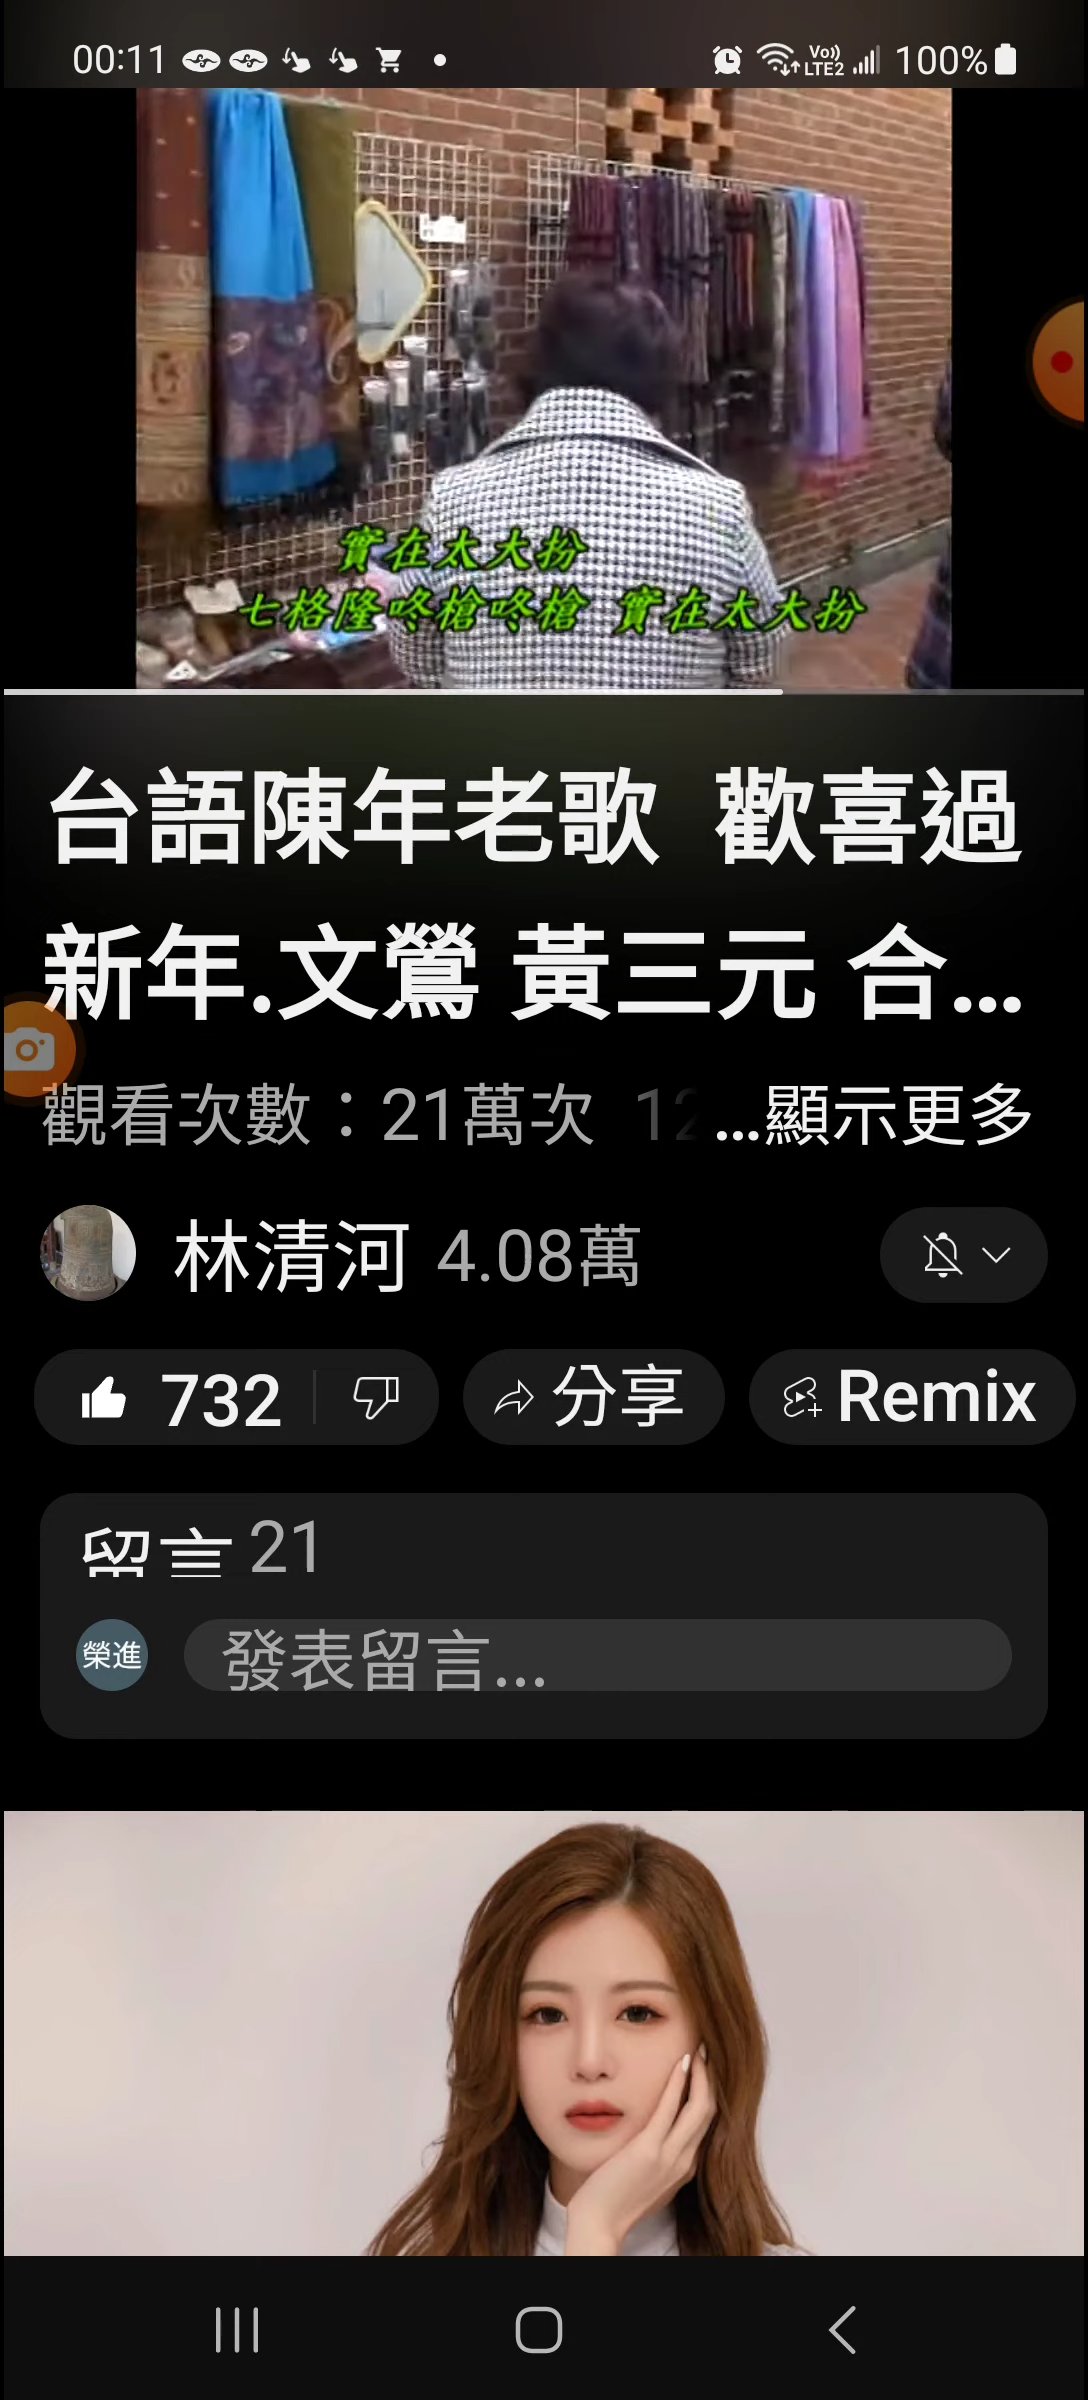 00:11
Vo)) LTE2 100%
實在太大扮
七格隆咚槍咚槍 實在太大扮
台語陳年老歌 歡喜過
新年.文鶯 黃三元 合...
觀看次數：21萬次 12 ...顯示更多
林清河 4.08萬
732 分享 Remix
留言 21
榮進 發表留言...